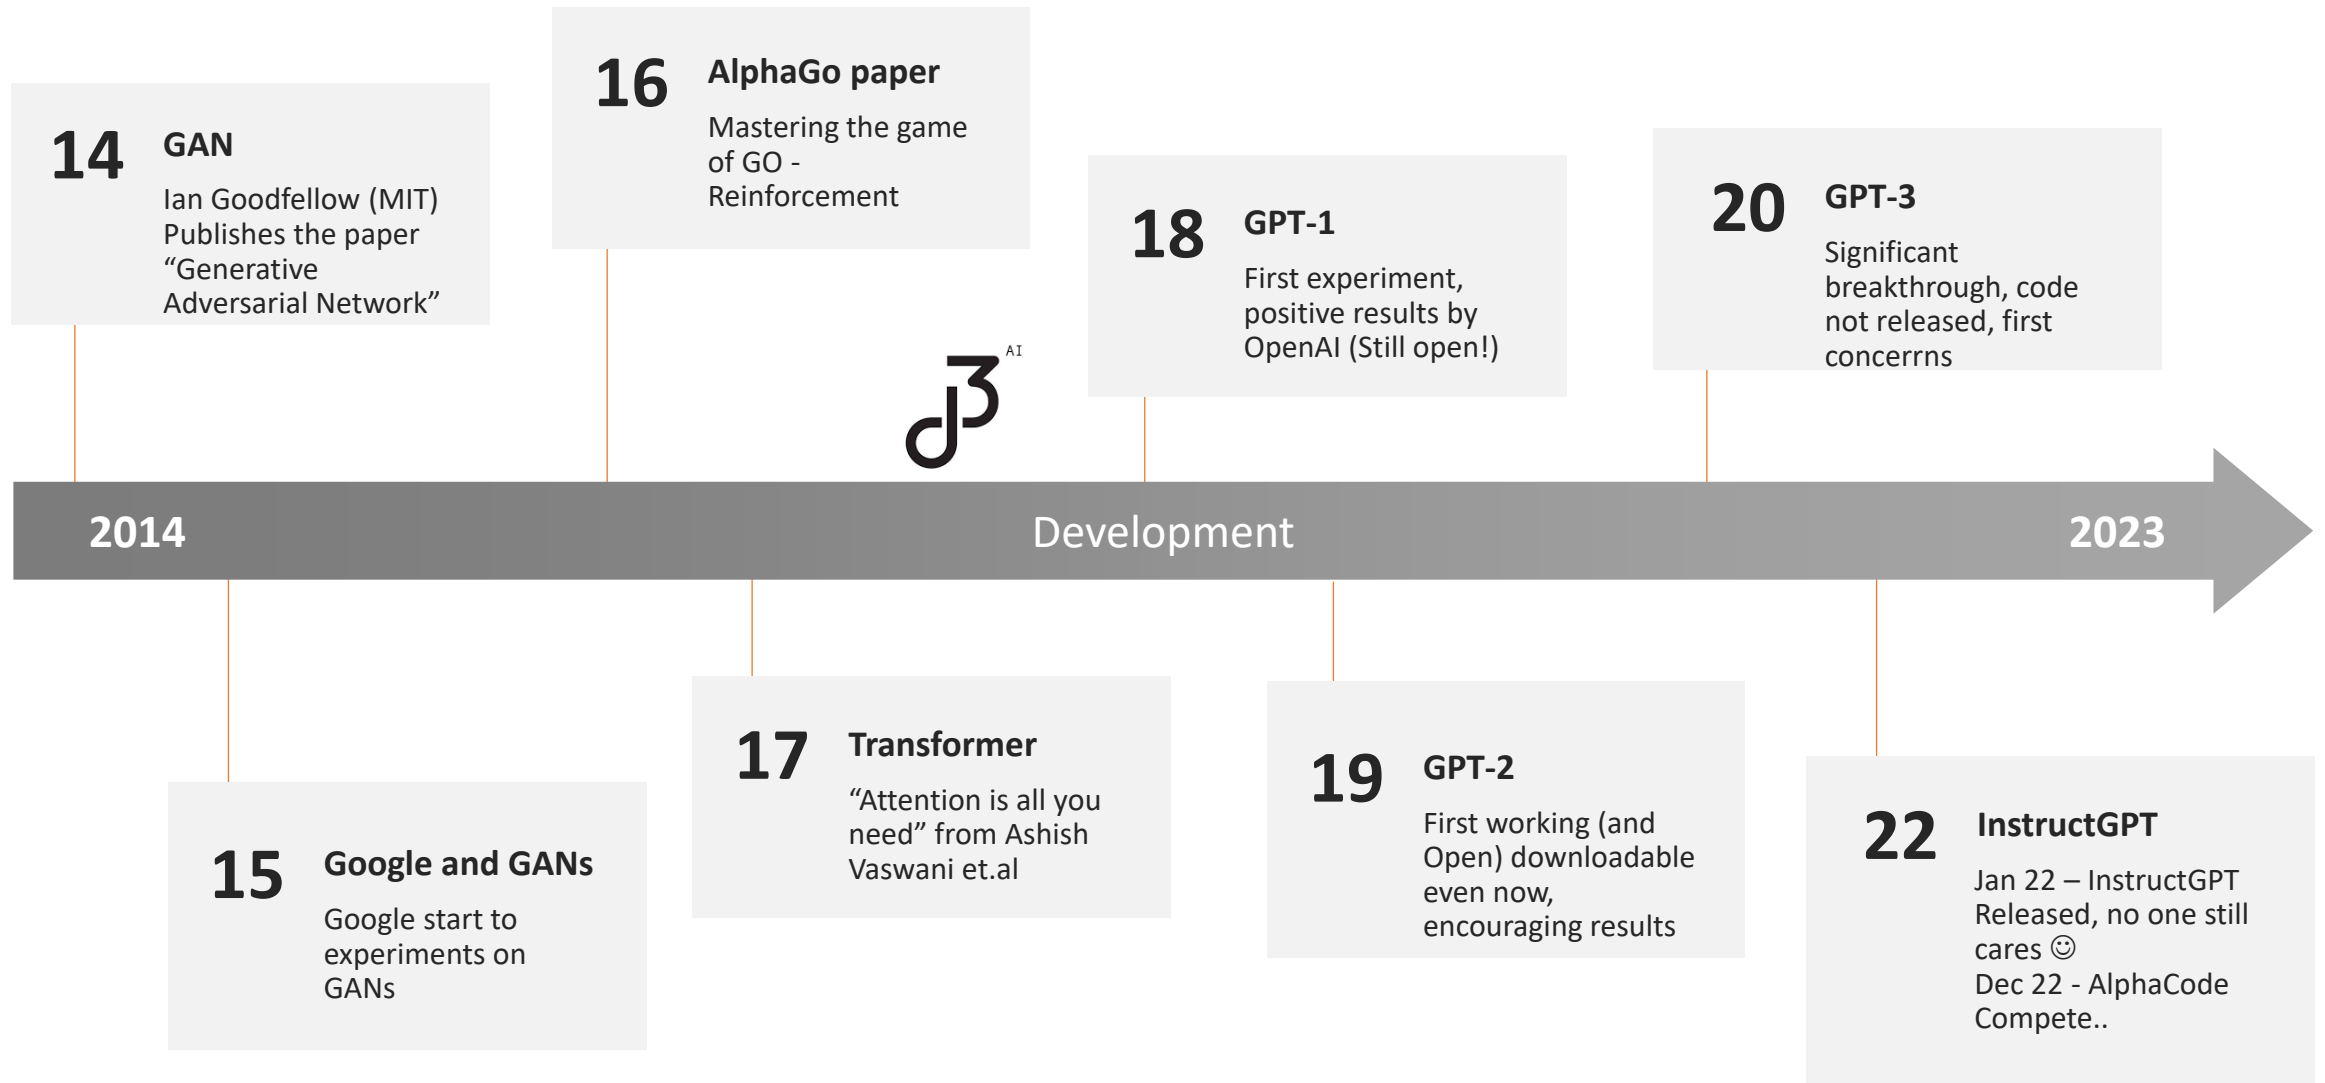 14
GAN
Ian Goodfellow (MIT)
Publishes the paper
“Generative
Adversarial Network”
16
AlphaGo paper
Mastering the game
of GO -
Reinforcement
18
GPT-1
First experiment,
positive results by
OpenAI (Still open!)
20
GPT-3
Significant
breakthrough, code
not released, first
concerrns
AI
2014
Development
2023
15
Google and GANs
Google start to
experiments on
GANs
17
Transformer
“Attention is all you
need” from Ashish
Vaswani et.al
19
GPT-2
First working (and
Open) downloadable
even now,
encouraging results
22
InstructGPT
Jan 22 – InstructGPT
Released, no one still
cares ☺
Dec 22 - AlphaCode
Compete..